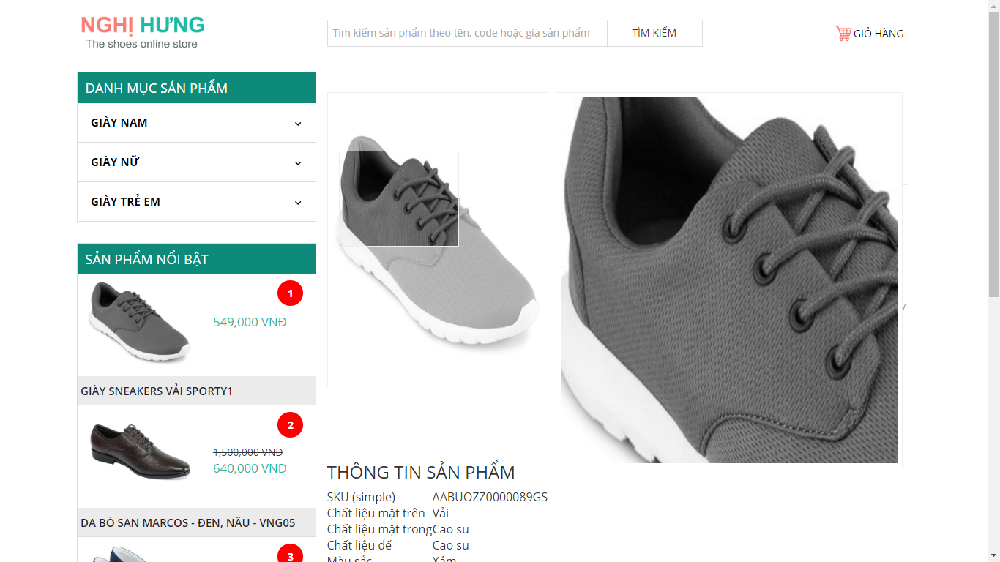 NGHỊ HƯNG
The shoes online store
Tìm kiếm sản phẩm theo tên, code hoặc giá sản phẩm
TÌM KIẾM
GIỎ HÀNG
DANH MỤC SẢN PHẨM
GIÀY NAM
GIÀY NỮ
GIÀY TRẺ EM
SẢN PHẨM NỔI BẬT
1
549,000 VNĐ
GIÀY SNEAKERS VẢI SPORTY1
2
1,500,000 VNĐ
640,000 VNĐ
DA BÒ SAN MARCOS - ĐEN, NÂU - VNG05
3
THÔNG TIN SẢN PHẨM
SKU (simple) AABUOZZ0000089GS
Chất liệu mặt trên Vải
Chất liệu mặt trong Cao su
Chất liệu đế Cao su
Màu sắc Xám